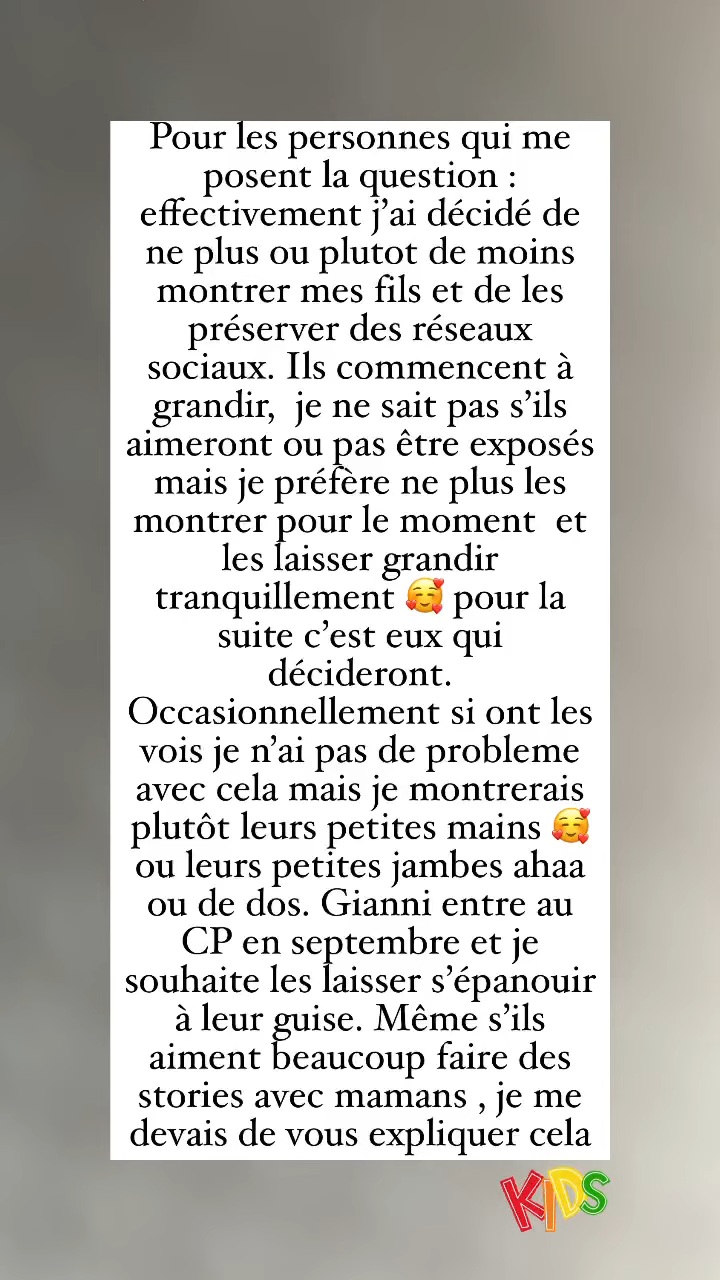 Pour les personnes qui me
posent la question :
effectivement j’ai décidé de
ne plus ou plutot de moins
montrer mes fils et de les
préserver des réseaux
sociaux. Ils commencent à
grandir,  je ne sait pas s’ils
aimeront ou pas être exposés
mais je préfère ne plus les
montrer pour le moment  et
les laisser grandir
tranquillement 🥰 pour la
suite c’est eux qui
décideront.
Occasionnellement si ont les
vois je n’ai pas de probleme
avec cela mais je montrerais
plutôt leurs petites mains 🥰
ou leurs petites jambes ahaa
ou de dos. Gianni entre au
CP en septembre et je
souhaite les laisser s’épanouir
à leur guise. Même s’ils
aiment beaucoup faire des
stories avec mamans , je me
devais de vous expliquer cela
KIDS